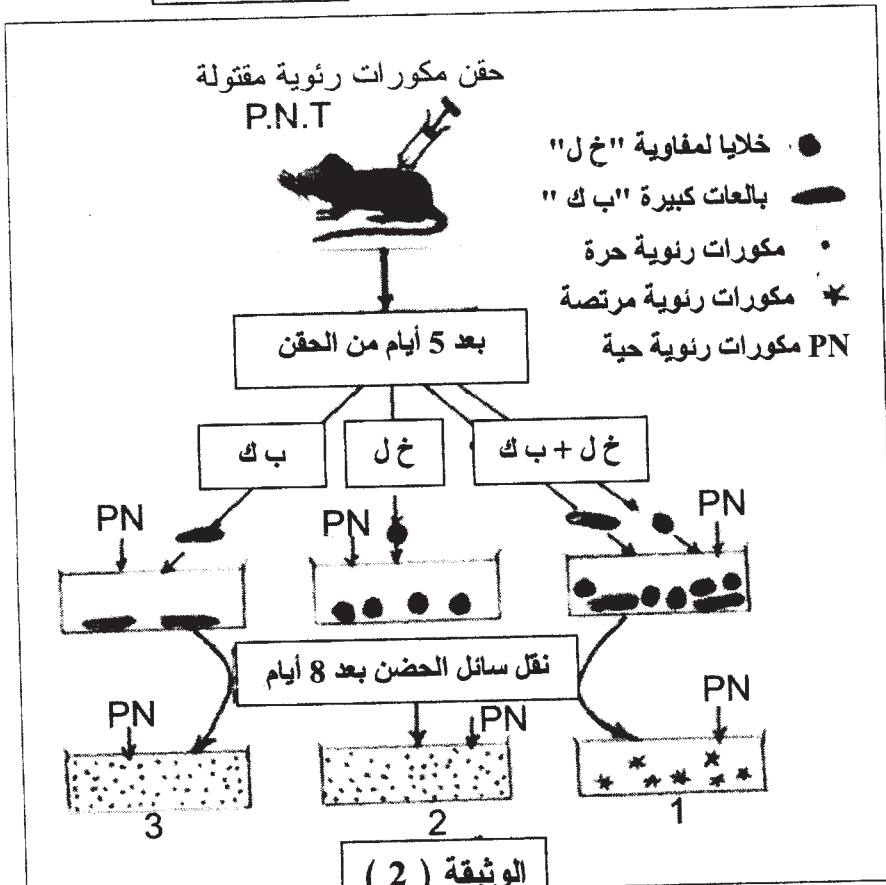 حقن مكورات رئوية مقتولة
P.N.T
خلايا لمفاوية "خ ل"
بالعات كبيرة "ب ك"
مكورات رئوية حرة
مكورات رئوية مرتصة
PN مكورات رئوية حية
بعد 5 أيام من الحقن
خ ل + ب ك
خ ل
ب ك
PN
PN
PN
نقل سائل الحضن بعد 8 أيام
PN
PN
PN
1
2
3
الوثيقة ( 2 )